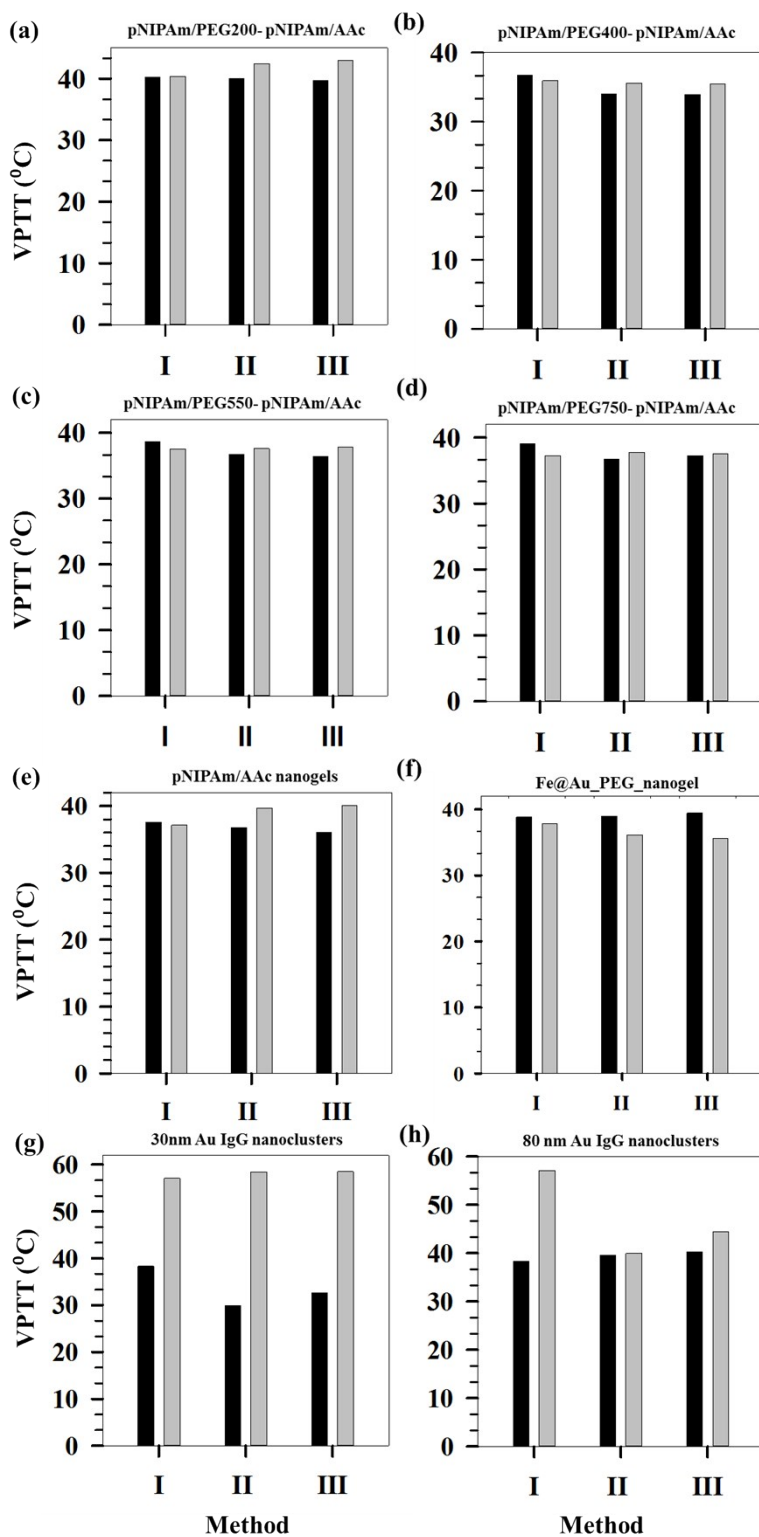 (a)
pNIPAm/PEG200- pNIPAm/AAc
VPTT (⁰C)
40
30
20
10
0
I II III
(b)
pNIPAm/PEG400- pNIPAm/AAc
40
30
20
10
0
I II III
(c)
pNIPAm/PEG550- pNIPAm/AAc
VPTT (⁰C)
40
30
20
10
0
I II III
(d)
pNIPAm/PEG750- pNIPAm/AAc
40
30
20
10
0
I II III
(e)
pNIPAm/AAc nanogels
VPTT (⁰C)
40
30
20
10
0
I II III
(f)
Fe@Au_PEG_nanogel
40
30
20
10
0
I II III
(g)
30nm Au IgG nanoclusters
VPTT (⁰C)
60
50
40
30
20
10
0
I II III
Method
(h)
80 nm Au IgG nanoclusters
60
50
40
30
20
10
0
I II III
Method